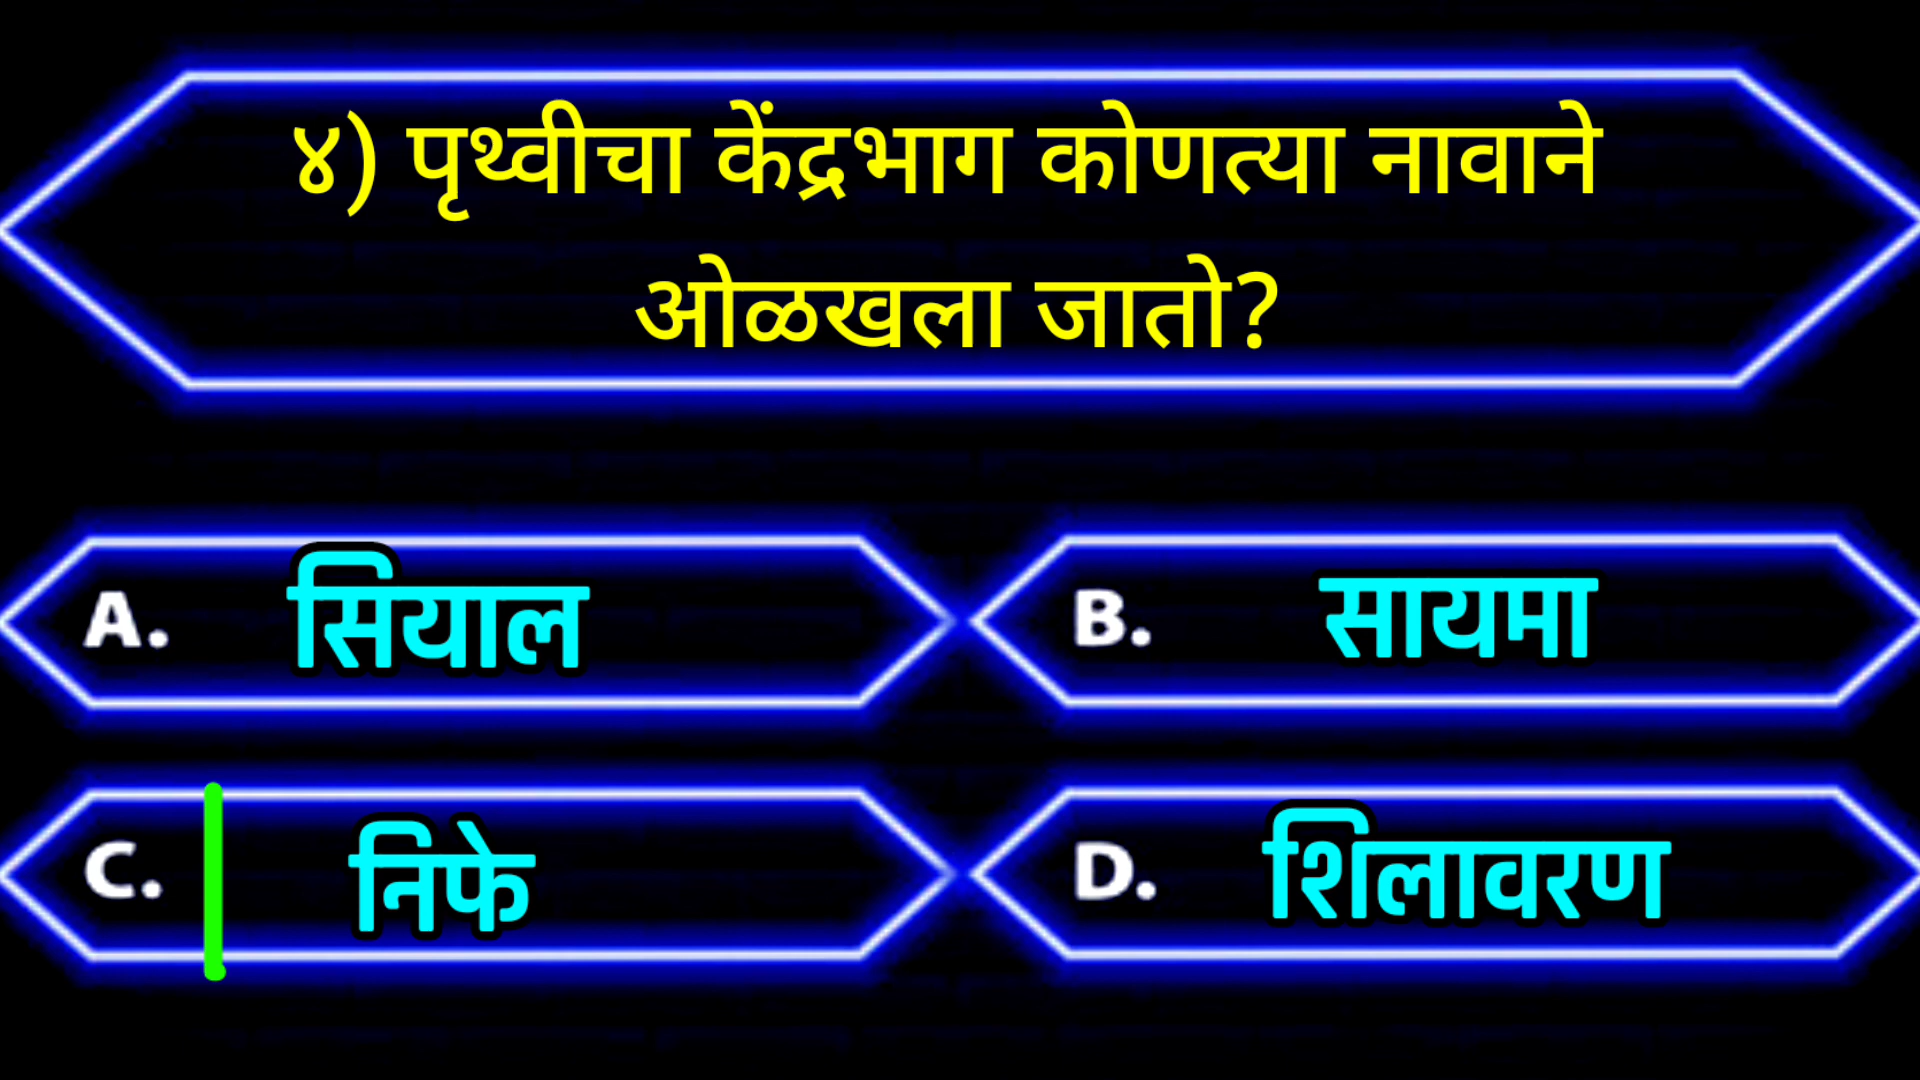 ४) पृथ्वीचा केंद्रभाग कोणत्या नावाने
ओळखला जातो?
A. सियाल
B. सायमा
C. निफे
D. शिलावरण